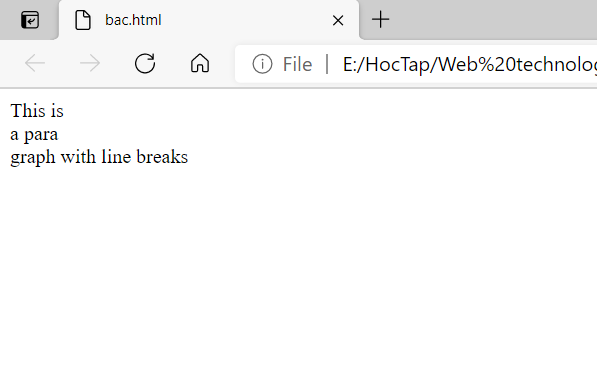 bac.html
File | E:/HocTap/Web%20technolog
This is
a para
graph with line breaks